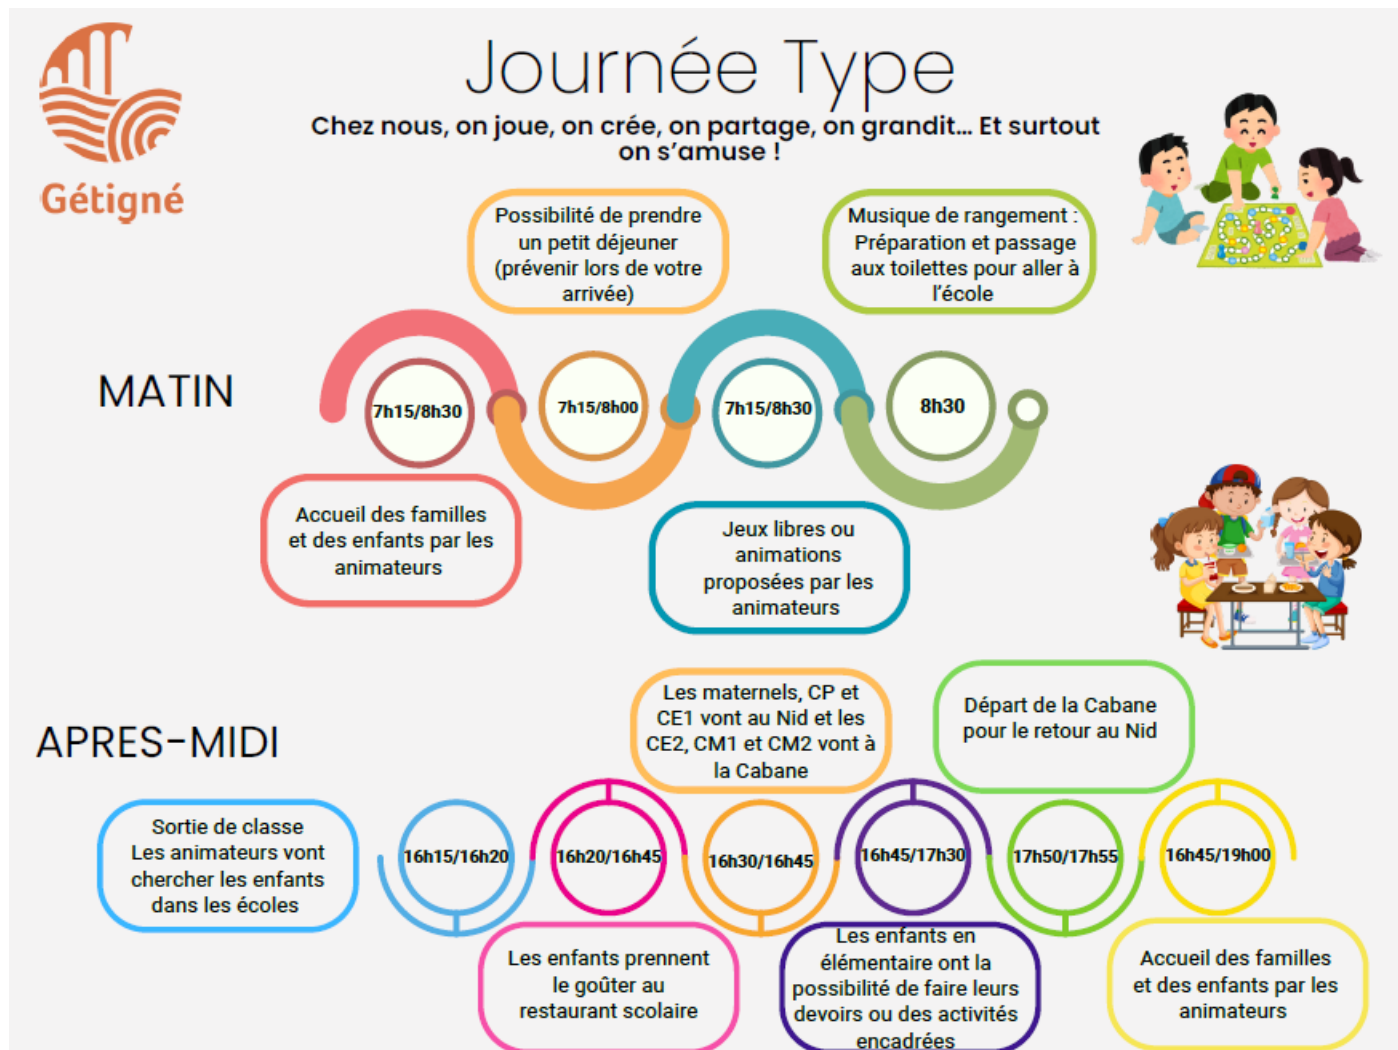 Journée Type
Chez nous, on joue, on crée, on partage, on grandit... Et surtout
on s'amuse !
Gétigné
Possibilité de prendre
un petit déjeuner
(prévenir lors de votre
arrivée)
Musique de rangement :
Préparation et passage
aux toilettes pour aller à
l'école
MATIN
7h15/8h30
7h15/8h00
7h15/8h30
8h30
Accueil des familles
et des enfants par les
animateurs
Jeux libres ou
animations
proposées par les
animateurs
APRES-MIDI
Les maternels, CP et
CE1 vont au Nid et les
CE2, CM1 et CM2 vont à
la Cabane
Départ de la Cabane
pour le retour au Nid
Sortie de classe
Les animateurs vont
chercher les enfants
dans les écoles
16h15/16h20
16h20/16h45
16h30/16h45
16h45/17h30
17h50/17h55
16h45/19h00
Les enfants prennent
le goûter au
restaurant scolaire
Les enfants en
élémentaire ont la
possibilité de faire leurs
devoirs ou des activités
encadrées
Accueil des familles
et des enfants par les
animateurs